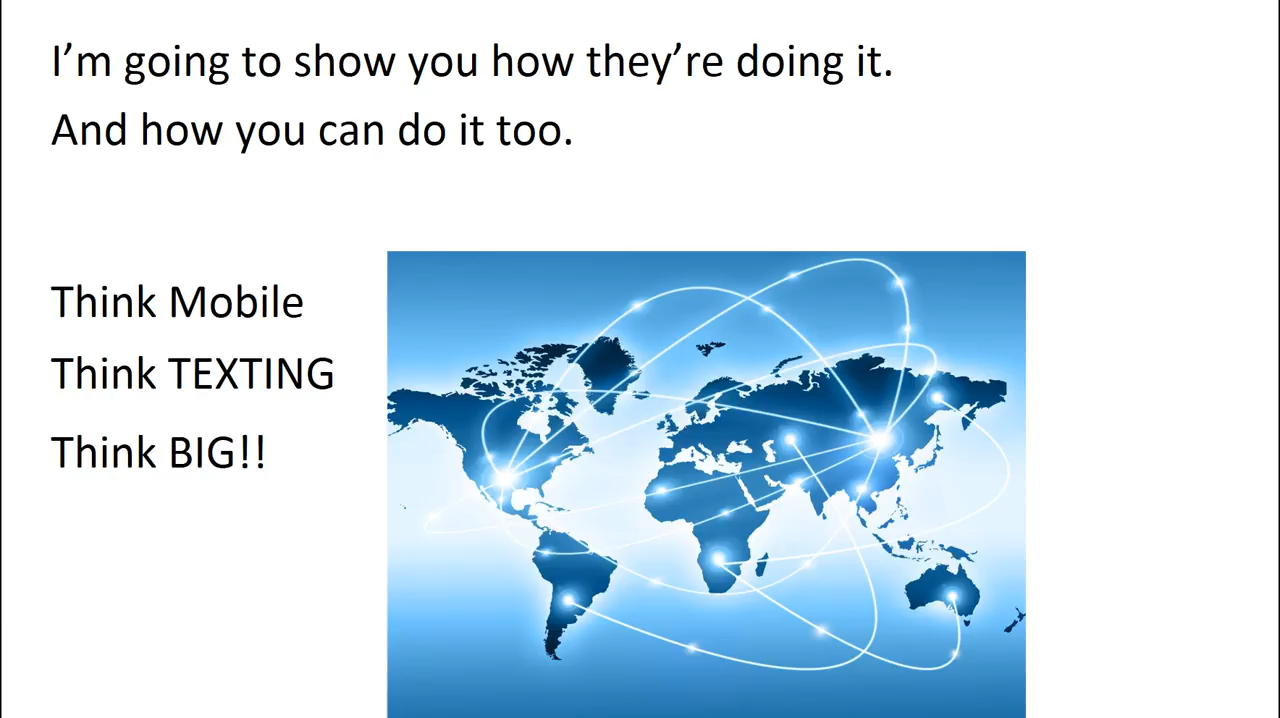 I’m going to show you how they’re doing it.
And how you can do it too.
Think Mobile
Think TEXTING
Think BIG!!